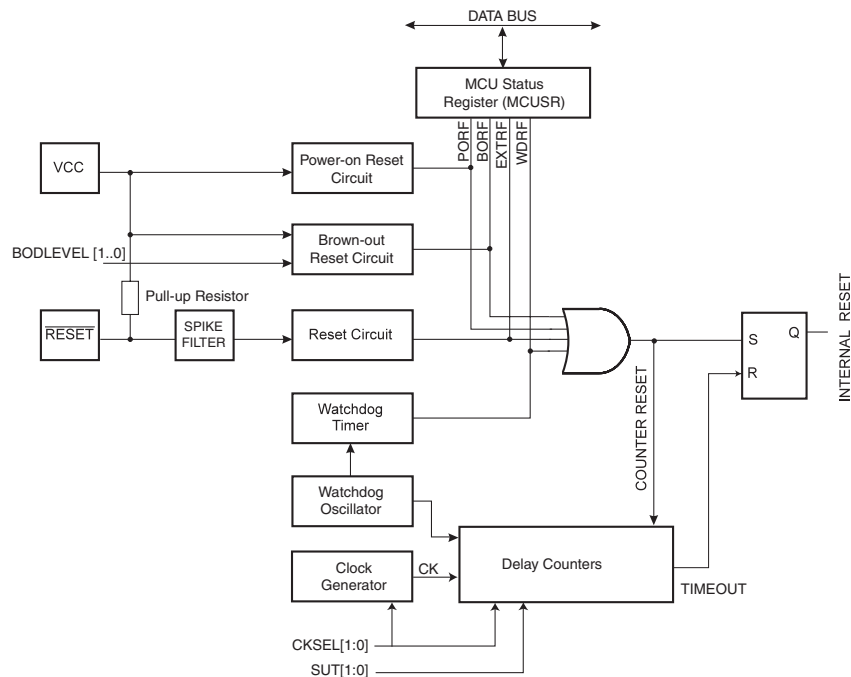 DATA BUS
MCU Status
Register (MCUSR)
PORF
BORF
EXTRF
WDRF
VCC
Power-on Reset
Circuit
BODLEVEL [1..0]
Brown-out
Reset Circuit
Pull-up Resistor
RESET
SPIKE
FILTER
Reset Circuit
S
Q
R
INTERNAL RESET
COUNTER RESET
Watchdog
Timer
Watchdog
Oscillator
Clock
Generator
CK
Delay Counters
TIMEOUT
CKSEL[1:0]
SUT[1:0]